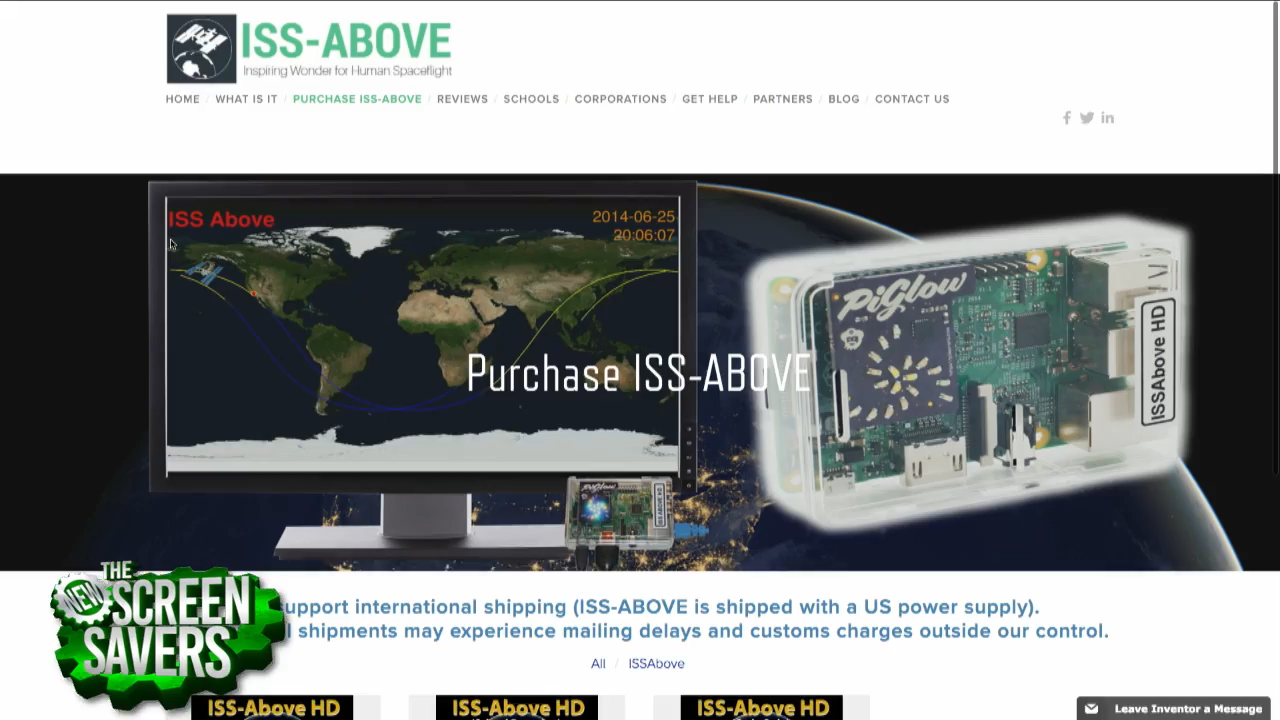 ISS-ABOVE
Inspiring Wonder for Human Spaceflight
HOME / WHAT IS IT / PURCHASE ISS-ABOVE / REVIEWS / SCHOOLS / CORPORATIONS / GET HELP / PARTNERS / BLOG / CONTACT US
ISS Above
2014-06-25
20:06:07
PiGlow
ISSAbove HD
Purchase ISS-ABOVE
PiGlow
support international shipping (ISS-ABOVE is shipped with a US power supply).
shipments may experience mailing delays and customs charges outside our control.
All / ISSAbove
THE
NEW
SCREEN
SAVERS
ISS-Above HD
ISS-Above HD
ISS-Above HD
Leave Inventor a Message